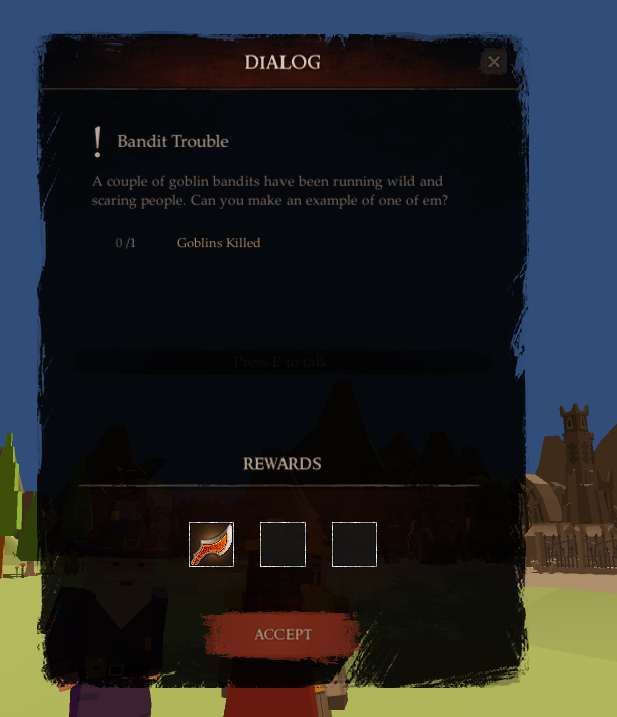 DIALOG
! Bandit Trouble
A couple of goblin bandits have been running wild and
scaring people. Can you make an example of one of em?
0 /1 Goblins Killed
Press E to talk
REWARDS
ACCEPT